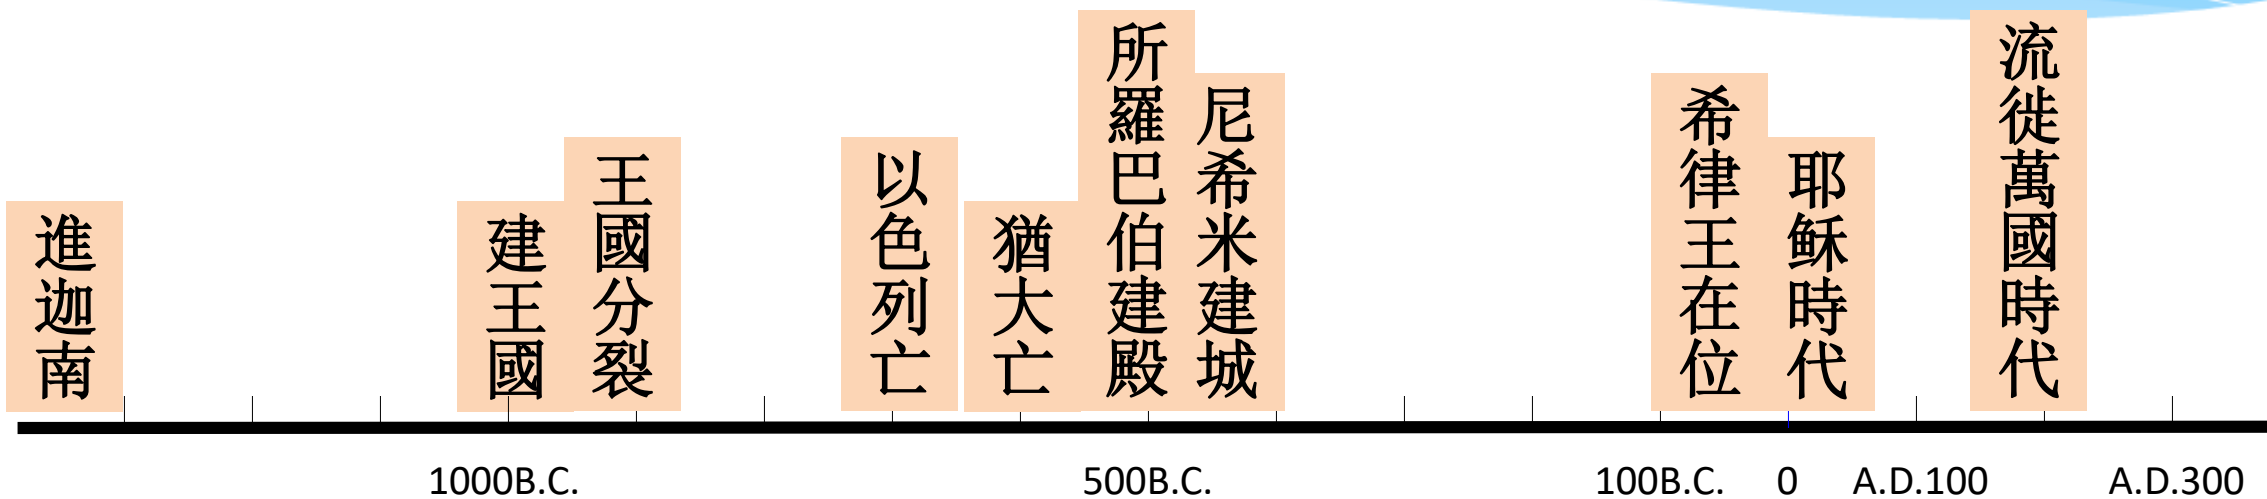 進迦南
建王國
王國分裂
以色列亡
猶大亡
所羅巴伯建殿
尼希米建城
希律王在位
耶穌時代
流徙萬國時代
1000B.C.
500B.C.
100B.C.
0
A.D.100
A.D.300